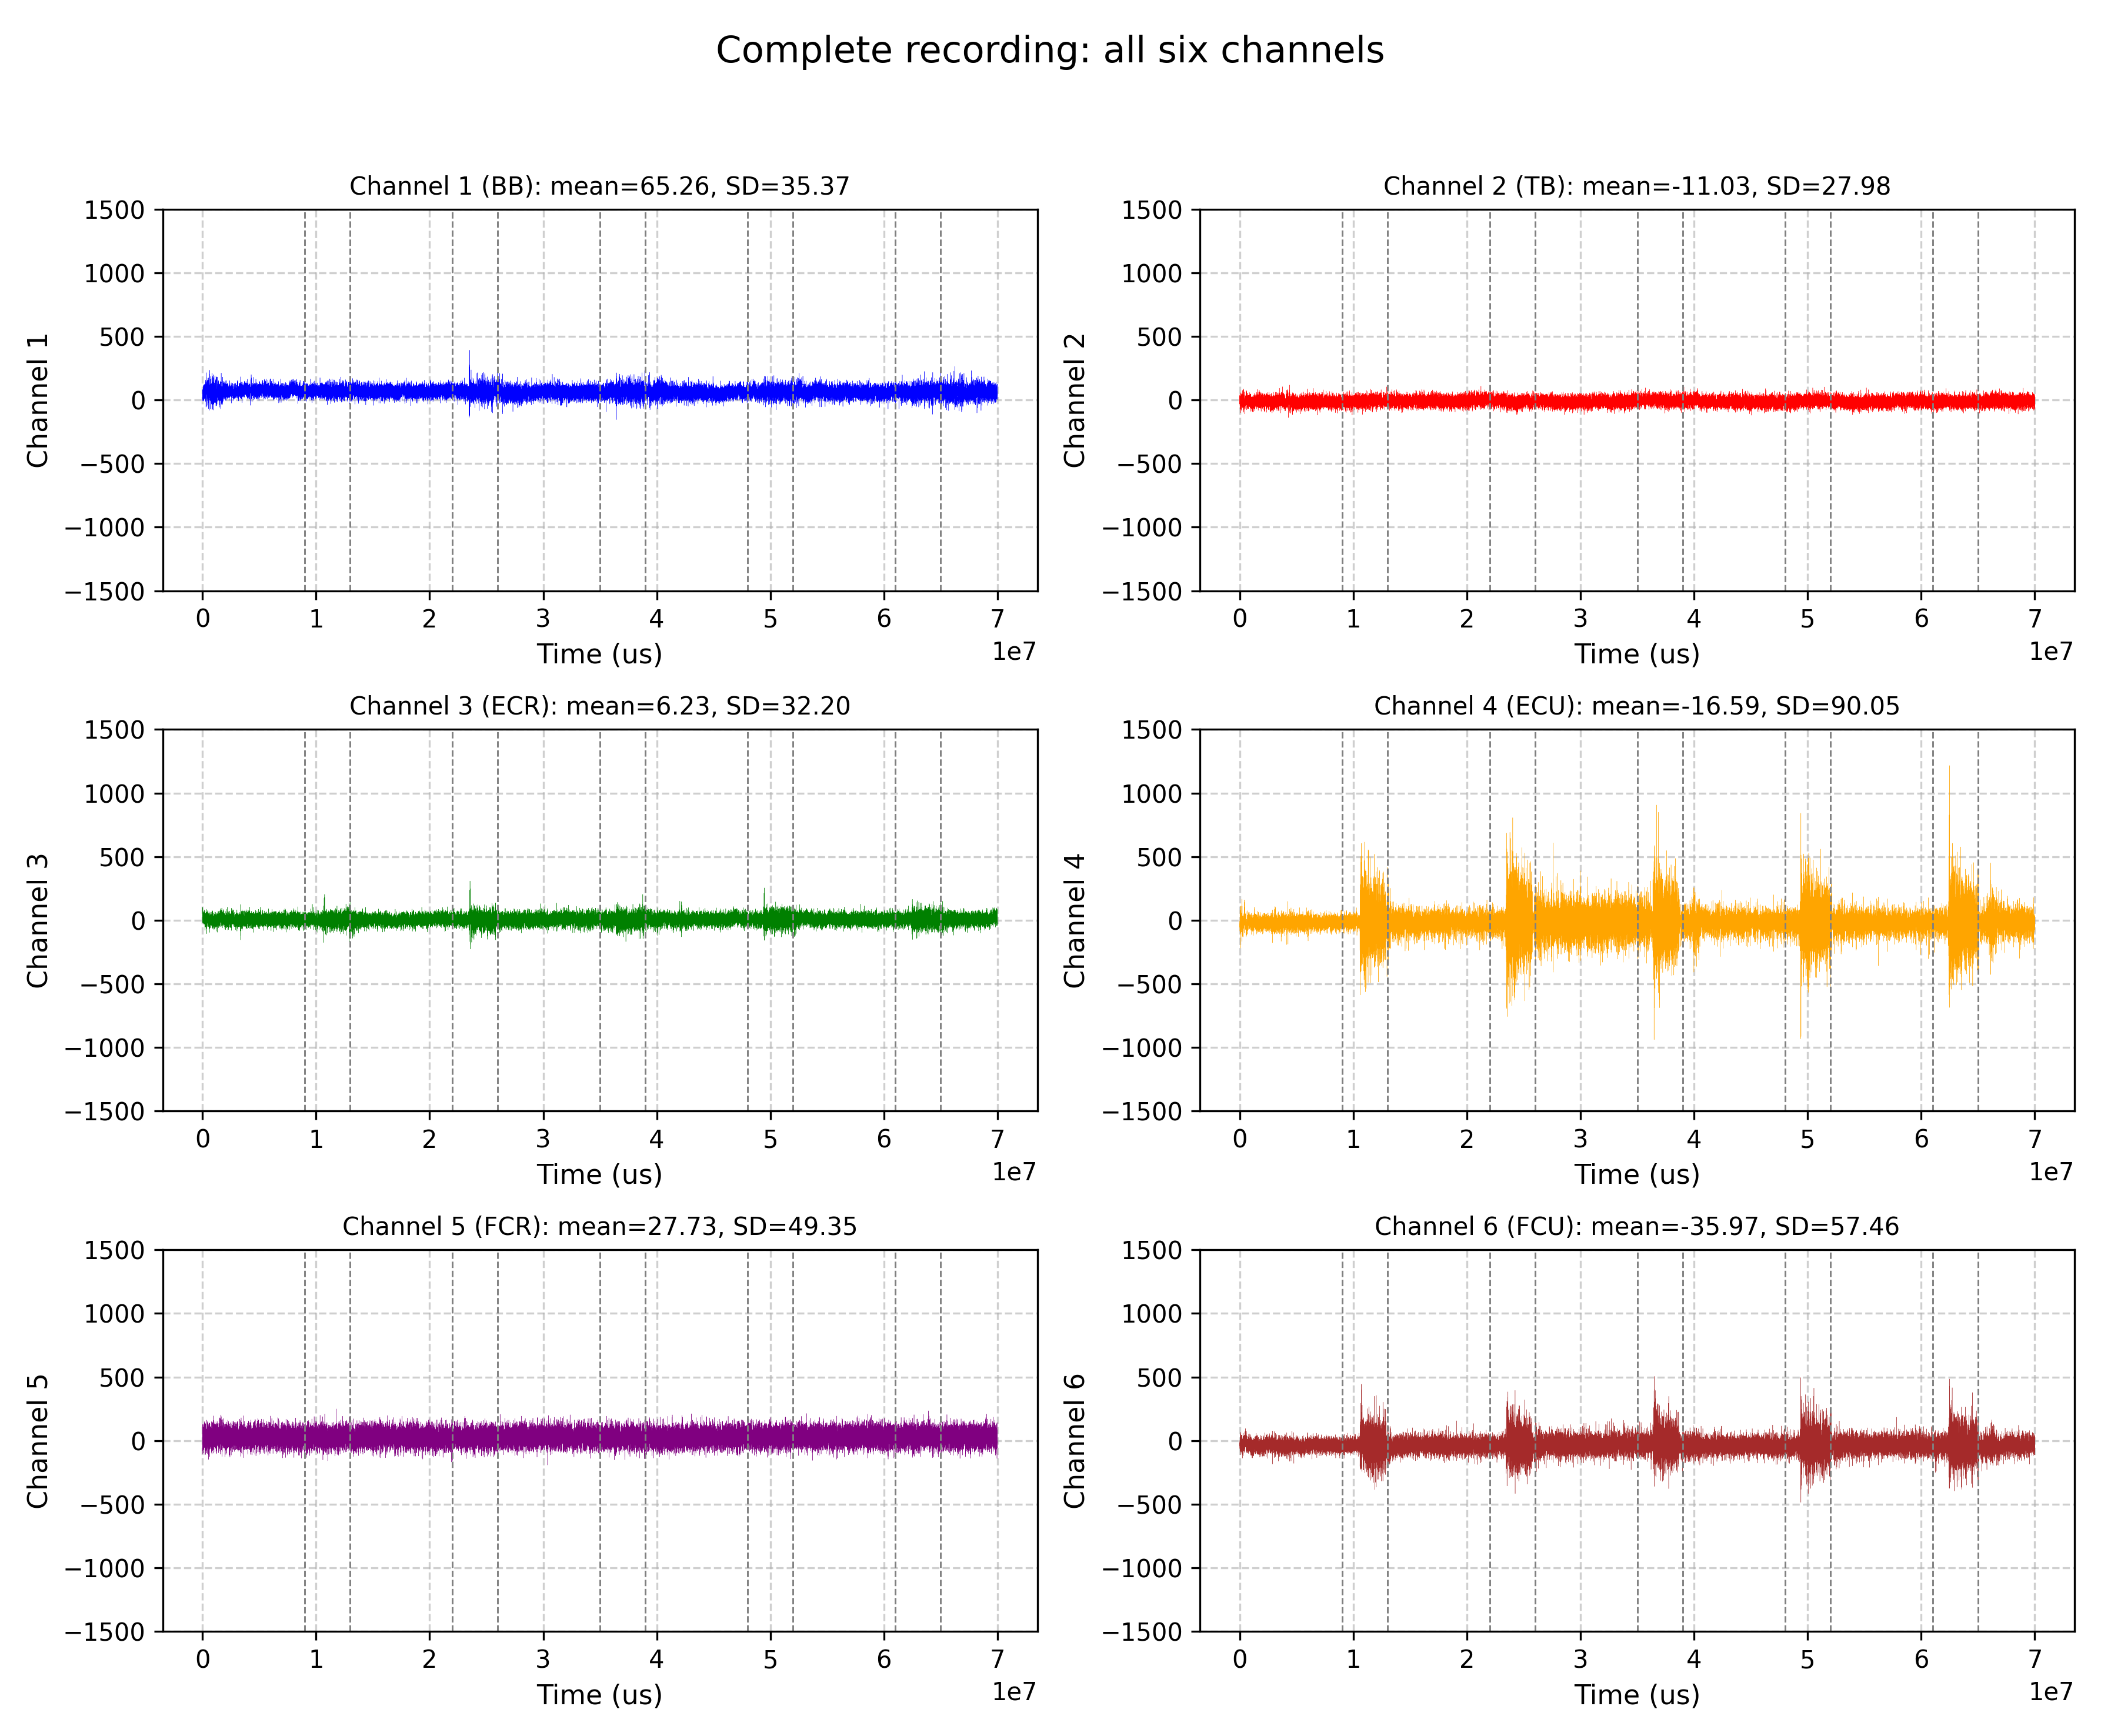 Complete recording: all six channels
Channel 1 (BB): mean=65.26, SD=35.37
1500
1000
500
0
−500
−1000
−1500
Channel 1
0 1 2 3 4 5 6 7
Time (us)
1e7
Channel 2 (TB): mean=-11.03, SD=27.98
1500
1000
500
0
−500
−1000
−1500
Channel 2
0 1 2 3 4 5 6 7
Time (us)
1e7
Channel 3 (ECR): mean=6.23, SD=32.20
1500
1000
500
0
−500
−1000
−1500
Channel 3
0 1 2 3 4 5 6 7
Time (us)
1e7
Channel 4 (ECU): mean=-16.59, SD=90.05
1500
1000
500
0
−500
−1000
−1500
Channel 4
0 1 2 3 4 5 6 7
Time (us)
1e7
Channel 5 (FCR): mean=27.73, SD=49.35
1500
1000
500
0
−500
−1000
−1500
Channel 5
0 1 2 3 4 5 6 7
Time (us)
1e7
Channel 6 (FCU): mean=-35.97, SD=57.46
1500
1000
500
0
−500
−1000
−1500
Channel 6
0 1 2 3 4 5 6 7
Time (us)
1e7